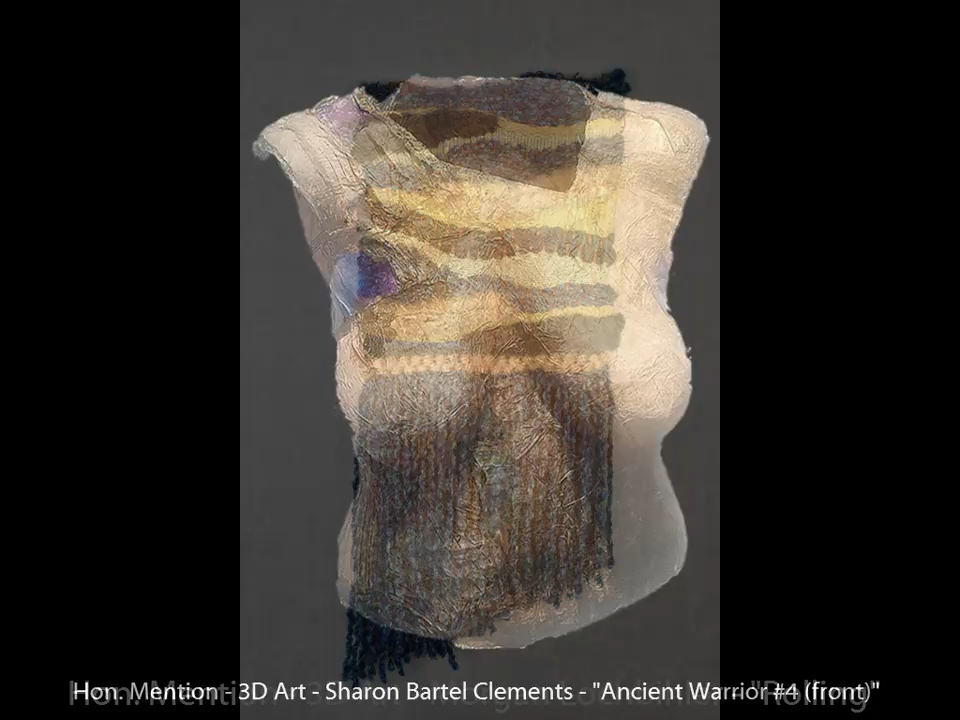 Hon. Mention - 3D Art - Sharon Bartel Clements - "Ancient Warrior #4 (front)"